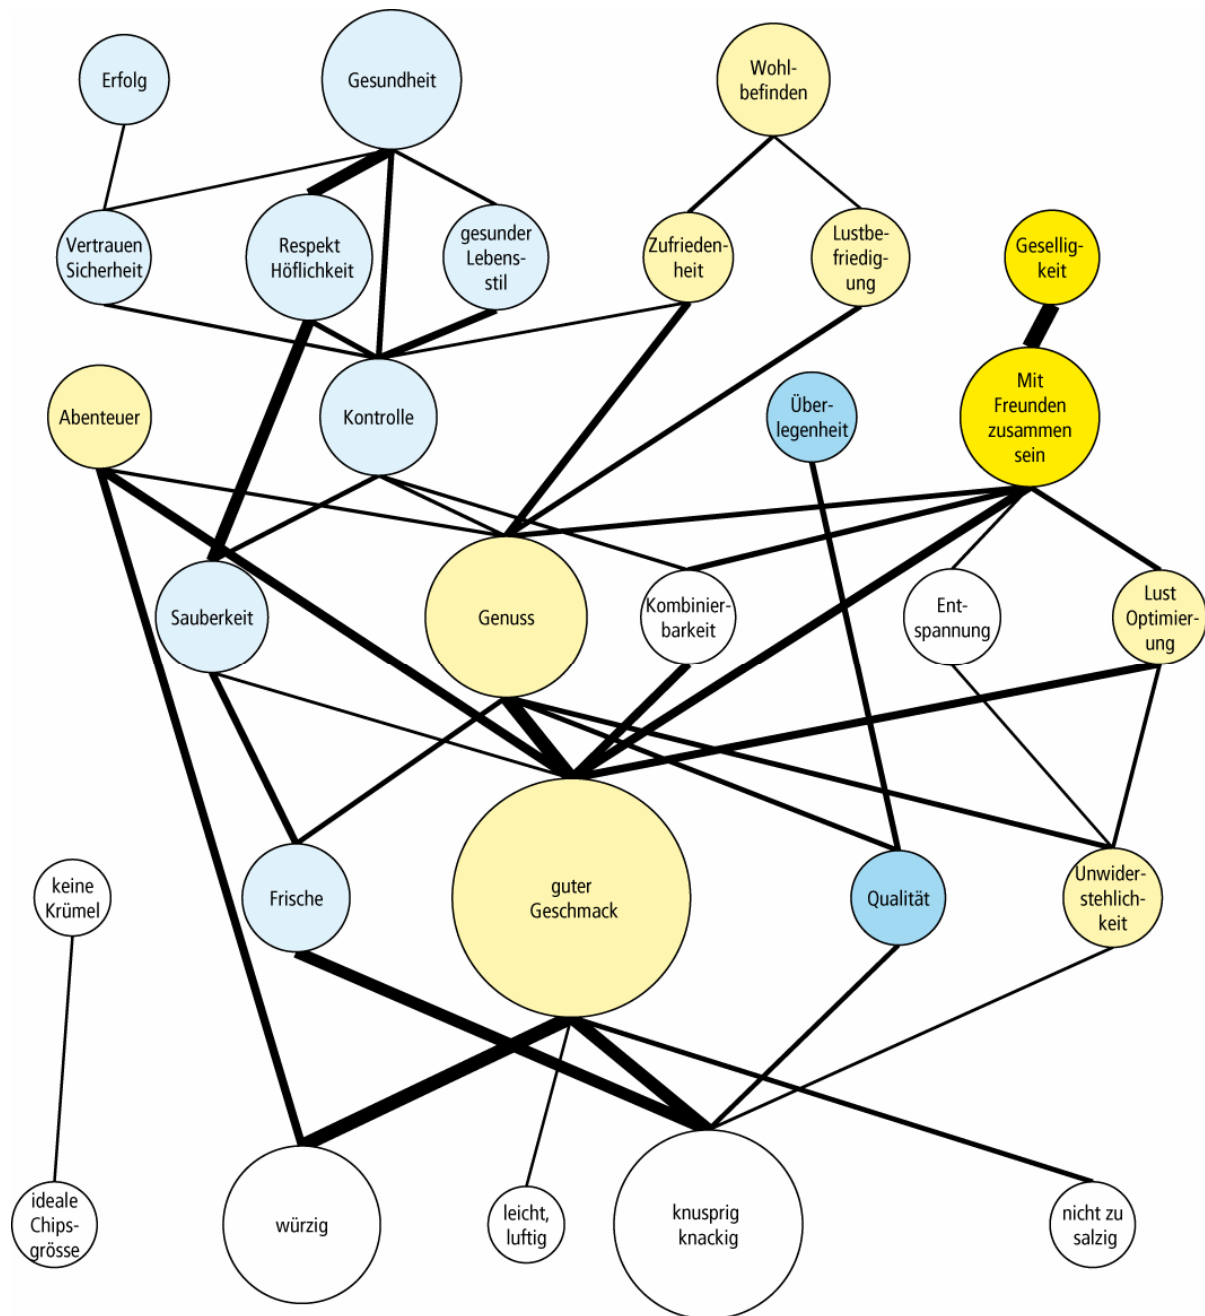 Erfolg
Gesundheit
Wohl-
befinden
Vertrauen
Sicherheit
Respekt
Höflichkeit
gesunder
Lebens-
stil
Zufrieden-
heit
Lustbe-
friedig-
ung
Gesellig-
keit
Abenteuer
Kontrolle
Über-
legenheit
Mit
Freunden
zusammen
sein
Sauberkeit
Genuss
Kombinier-
barkeit
Ent-
spannung
Lust
Optimier-
ung
keine
Krümel
Frische
guter
Geschmack
Qualität
Unwider-
stehlich-
keit
ideale
Chips-
grösse
würzig
leicht,
luftig
knusprig
knackig
nicht zu
salzig